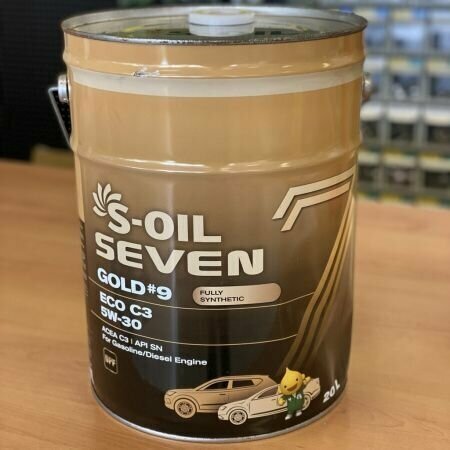 S-OIL
SEVEN
GOLD#9
FULLY
SYNTHETIC
ECO C3
5W-30
ACEA C3 | API SN
For Gasoline/Diesel Engine
DPF
20L